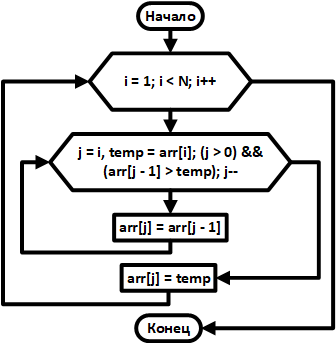 Начало
i = 1; i < N; i++
j = i, temp = arr[i]; (j > 0) &&
(arr[j - 1] > temp); j--
arr[j] = arr[j - 1]
arr[j] = temp
Конец